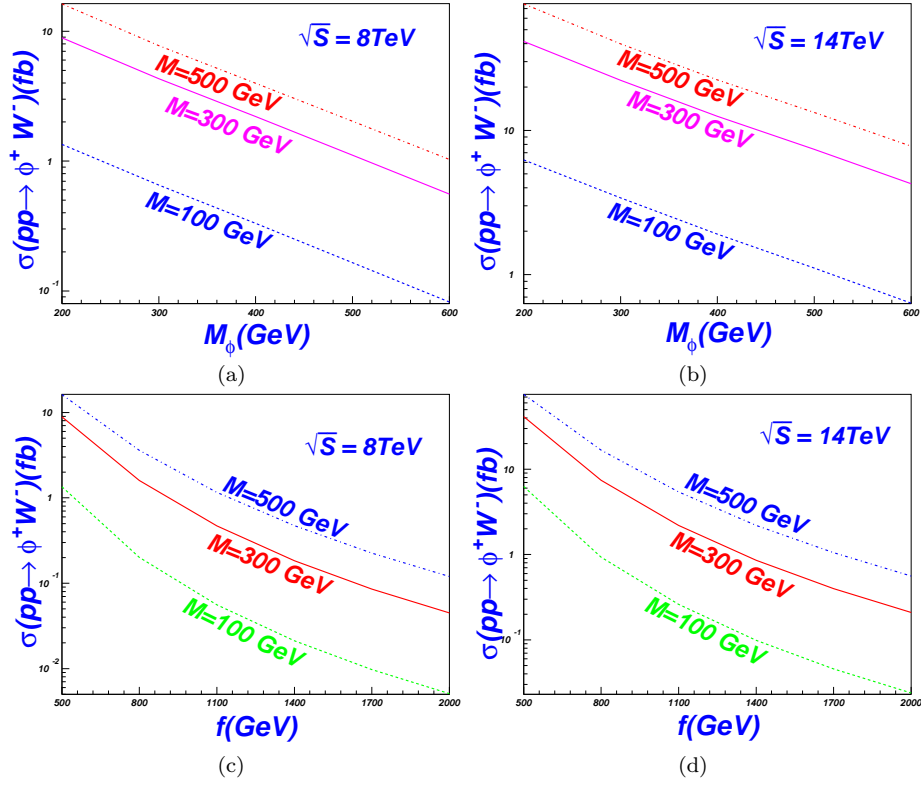 √S = 8TeV
M=500 GeV
M=300 GeV
M=100 GeV
σ(pp→ ϕ⁺ W⁻)(fb)
10
1
10⁻¹
200 300 400 500 600
M_ϕ(GeV)
(a)
√S = 14TeV
M=500 GeV
M=300 GeV
M=100 GeV
σ(pp→ ϕ⁺ W⁻)(fb)
10
1
200 300 400 500 600
M_ϕ(GeV)
(b)
√S = 8TeV
M=500 GeV
M=300 GeV
M=100 GeV
σ(pp→ ϕ⁺W⁻)(fb)
10
1
10⁻¹
10⁻²
500 800 1100 1400 1700 2000
f(GeV)
(c)
√S = 14TeV
M=500 GeV
M=300 GeV
M=100 GeV
σ(pp→ ϕ⁺W⁻)(fb)
10
1
10⁻¹
500 800 1100 1400 1700 2000
f(GeV)
(d)